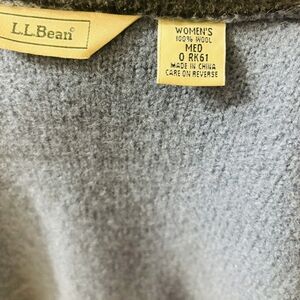 L.L.Bean
WOMEN'S
100% WOOL
MED
0 RK61
MADE IN CHINA
CARE ON REVERSE